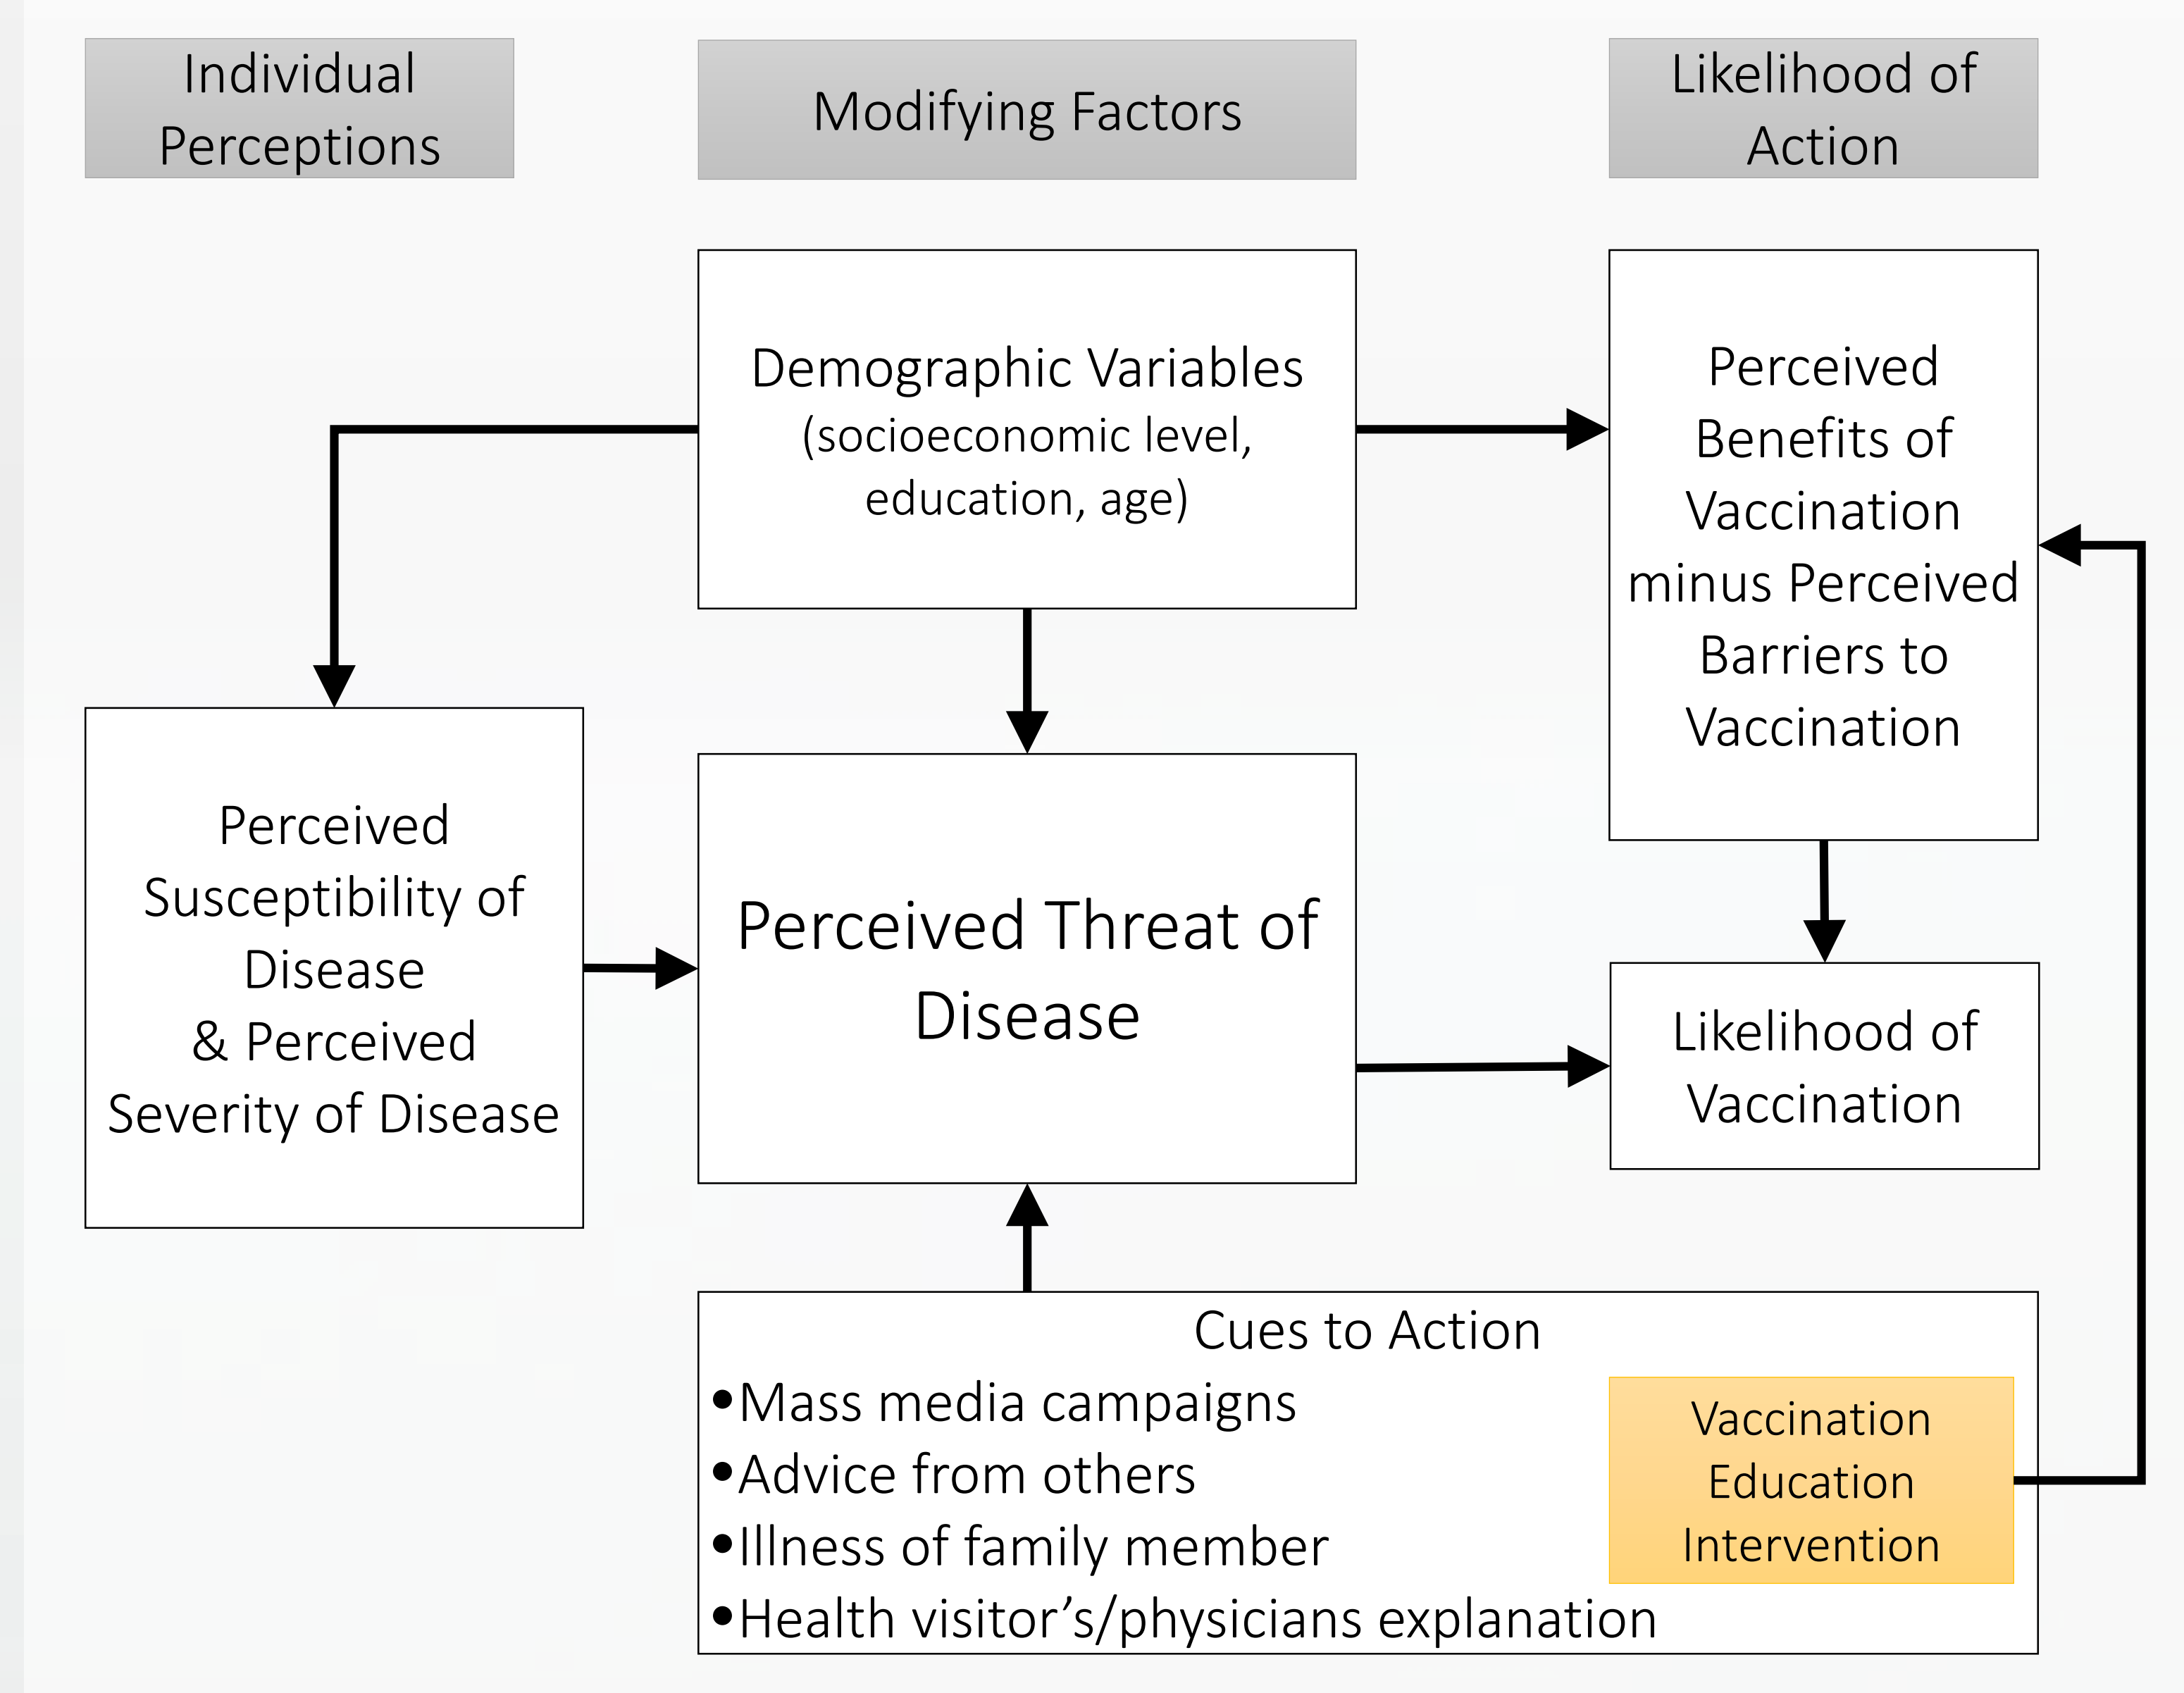 Individual
Perceptions
Modifying Factors
Likelihood of
Action
Demographic Variables
(socioeconomic level,
education, age)
Perceived
Benefits of
Vaccination
minus Perceived
Barriers to
Vaccination
Perceived
Susceptibility of
Disease
& Perceived
Severity of Disease
Perceived Threat of
Disease
Likelihood of
Vaccination
Cues to Action
•Mass media campaigns
•Advice from others
•Illness of family member
•Health visitor’s/physicians explanation
Vaccination
Education
Intervention